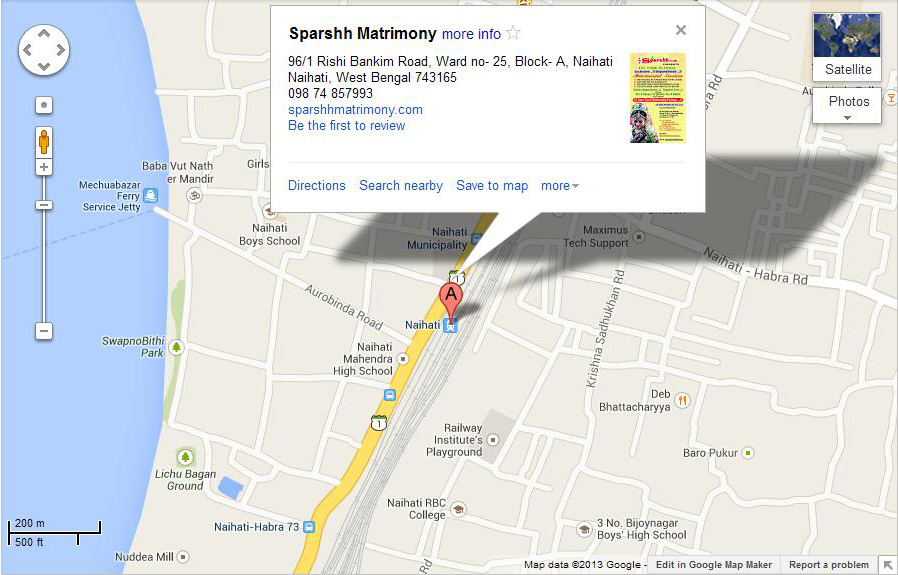 Sparshh Matrimony more info
96/1 Rishi Bankim Road, Ward no- 25, Block- A, Naihati
Naihati, West Bengal 743165
098 74 857993
sparshhmatrimony.com
Be the first to review
Directions Search nearby Save to map more
Sparshh.com
Satellite
Photos
Baba Vut Nath
er Mandir
Girls
Mechuabazar
Ferry
Service Jetty
Naihati
Boys School
Naihati
Municipality
Maximus
Tech Support
Naihati - Habra Rd
1
A
Aurobinda Road
Naihati
Krishna Sadhukhan Rd
SwapnoBithi
Park
Naihati
Mahendra
High School
Deb
Bhattacharyya
1
Railway
Institute's
Playground
Baro Pukur
Lichu Bagan
Ground
Naihati RBC
College
Naihati-Habra 73
3 No. Bijoynagar
Boys' High School
200 m
500 ft
Nuddea Mill
Rd
Map data ©2013 Google - Edit in Google Map Maker Report a problem